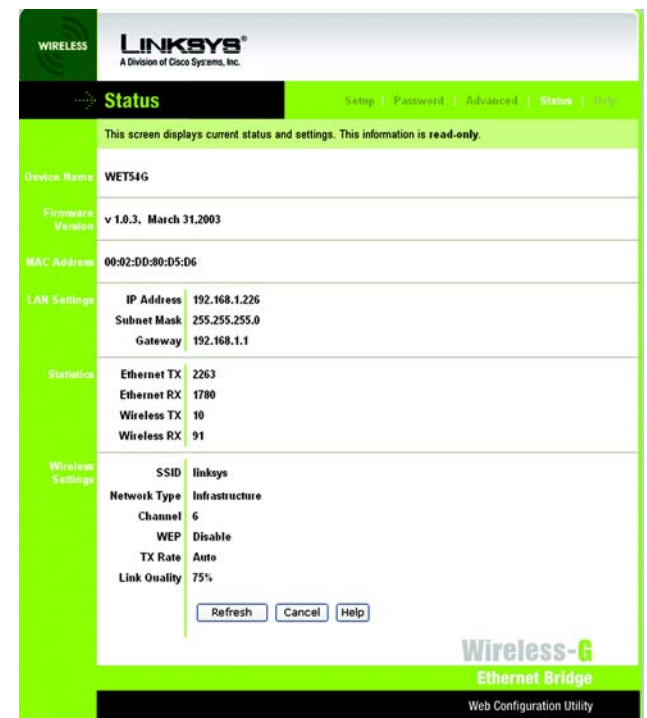 WIRELESS
LINKSYS®
A Division of Cisco Systems, Inc.
Status
Setup | Password | Advanced | Status | Help
This screen displays current status and settings. This information is read-only.
Device Name WET54G
Firmware Version v 1.0.3, March 31,2003
MAC Address 00:02:DD:80:D5:D6
LAN Settings IP Address 192.168.1.226
Subnet Mask 255.255.255.0
Gateway 192.168.1.1
Statistics Ethernet TX 2263
Ethernet RX 1780
Wireless TX 10
Wireless RX 91
Wireless Settings SSID linksys
Network Type Infrastructure
Channel 6
WEP Disable
TX Rate Auto
Link Quality 75%
Refresh Cancel Help
Wireless-G
Ethernet Bridge
Web Configuration Utility